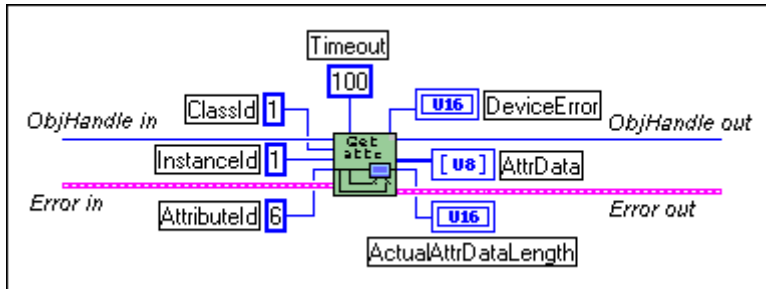 Timeout
100
ClassId 1
U16 DeviceError
ObjHandle in
ObjHandle out
Get
attr
InstanceId 1
[U8] AttrData
Error in
Error out
AttributeId 6
U16
ActualAttrDataLength